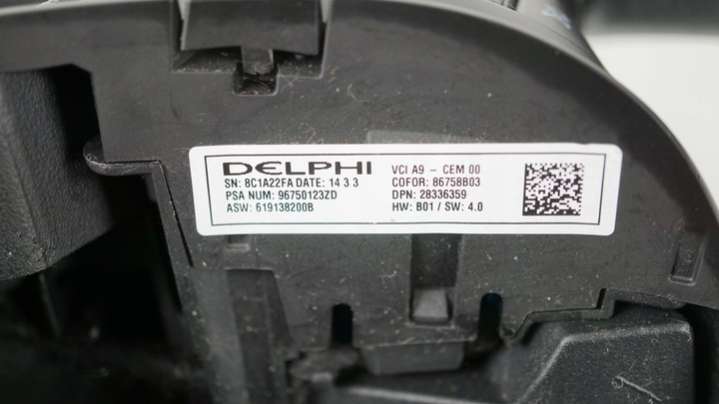 DELPHI
SN: 8C1A22FA DATE: 14 3 3
PSA NUM: 96750123ZD
ASW: 619138200B
VCI A9 - CEM 00
COFOR: 86758B03
DPN: 28336359
HW: B01 / SW: 4.0